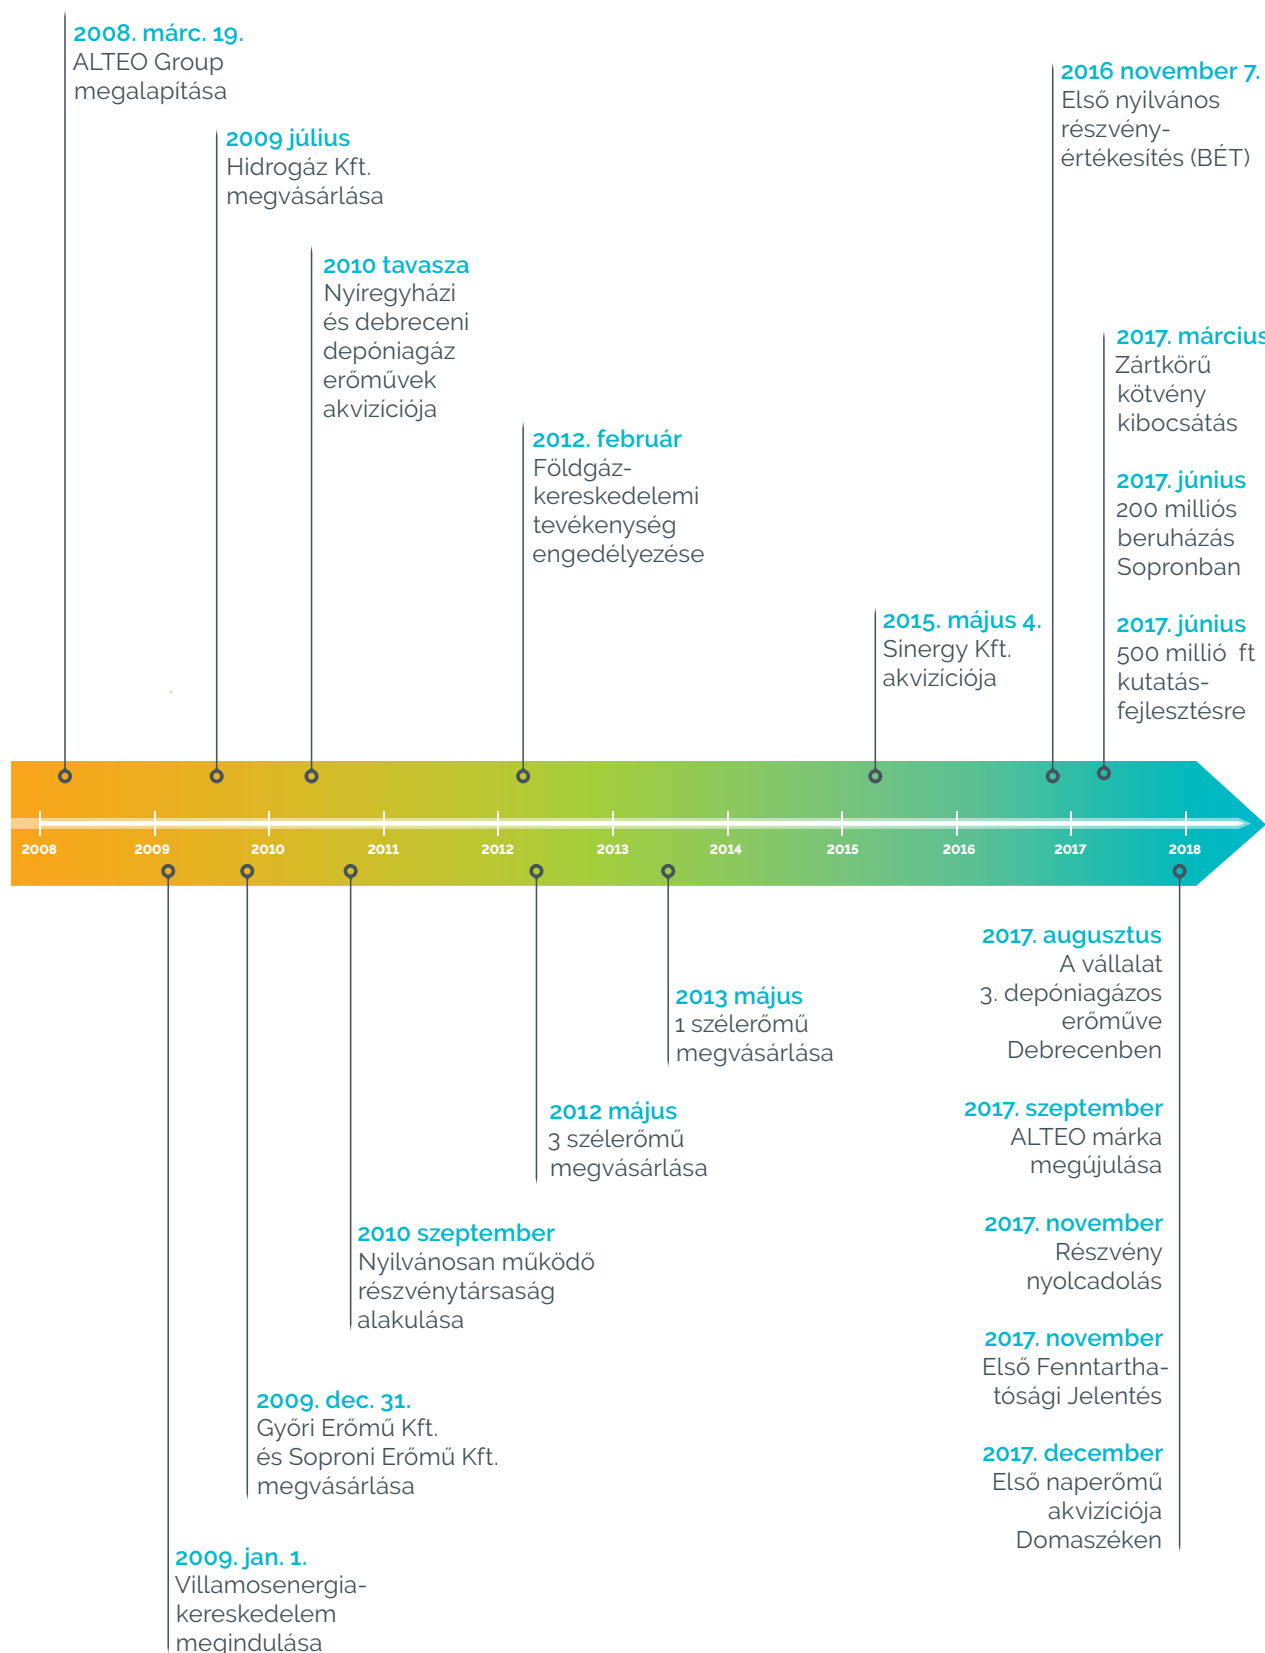 2008. márc. 19.
ALTEO Group
megalapítása
2009 július
Hidrogáz Kft.
megvásárlása
2010 tavasza
Nyíregyházi
és debreceni
depóniagáz
erőművek
akvizíciója
2012. február
Földgáz-
kereskedelemi
tevékenység
engedélyezése
2015. május 4.
Sinergy Kft.
akvizíciója
2016 november 7.
Első nyilvános
részvény-
értékesítés (BÉT)
2017. március
Zártkörű
kötvény
kibocsátás
2017. június
200 milliós
beruházás
Sopronban
2017. június
500 millió ft
kutatás-
fejlesztésre
2008 2009 2010 2011 2012 2013 2014 2015 2016 2017 2018
2009. jan. 1.
Villamosenergia-
kereskedelem
megindulása
2009. dec. 31.
Győri Erőmű Kft.
és Soproni Erőmű Kft.
megvásárlása
2010 szeptember
Nyilvánosan működő
részvénytársaság
alakulása
2012 május
3 szélerőmű
megvásárlása
2013 május
1 szélerőmű
megvásárlása
2017. augusztus
A vállalat
3. depóniagázos
erőműve
Debrecenben
2017. szeptember
ALTEO márka
megújulása
2017. november
Részvény
nyolcadolás
2017. november
Első Fenntartha-
tósági Jelentés
2017. december
Első naperőmű
akvizíciója
Domaszéken